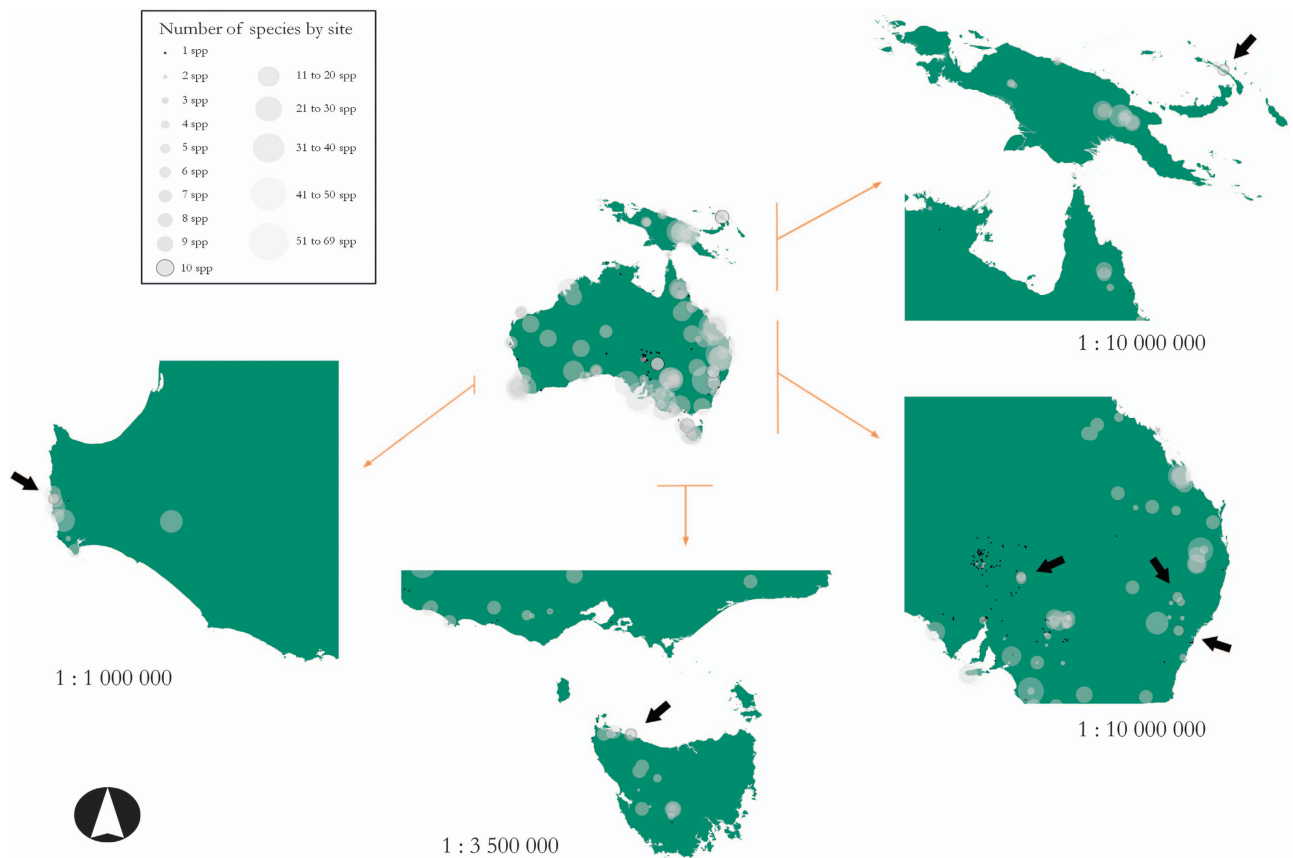 Number of species by site
1 spp
2 spp
3 spp
4 spp
5 spp
6 spp
7 spp
8 spp
9 spp
10 spp
11 to 20 spp
21 to 30 spp
31 to 40 spp
41 to 50 spp
51 to 69 spp
1 : 10 000 000
1 : 1 000 000
1 : 10 000 000
1 : 3 500 000